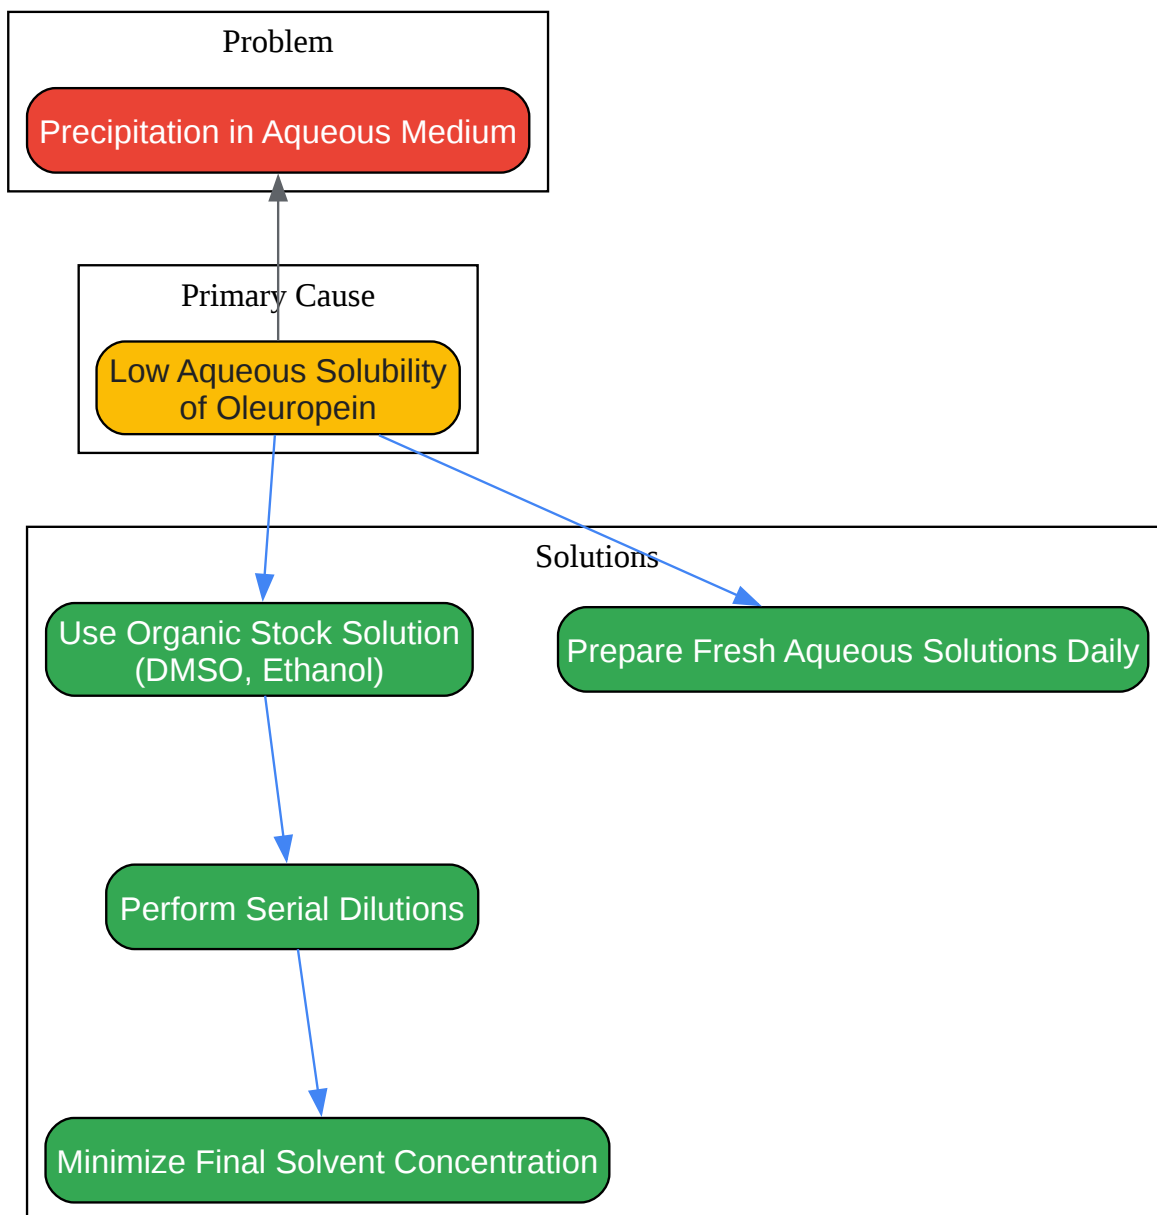 Problem
Precipitation in Aqueous Medium
Primary Cause
Low Aqueous Solubility
of Oleuropein
Solutions
Use Organic Stock Solution
(DMSO, Ethanol)
Prepare Fresh Aqueous Solutions Daily
Perform Serial Dilutions
Minimize Final Solvent Concentration